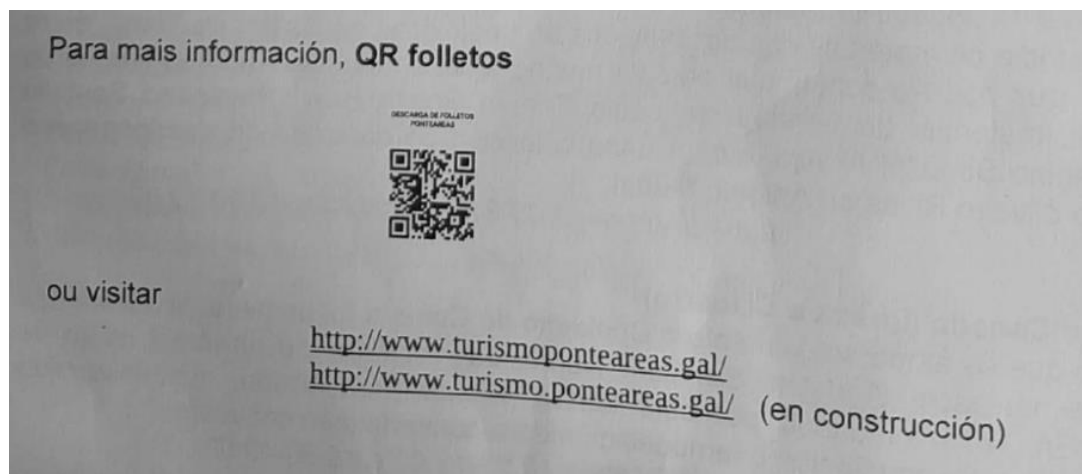 Para mais información, QR folletos
DESCARGA DE FOLLETOS
PONTEAREAS
ou visitar
http://www.turismoponteareas.gal/
http://www.turismo.ponteareas.gal/ (en construcción)